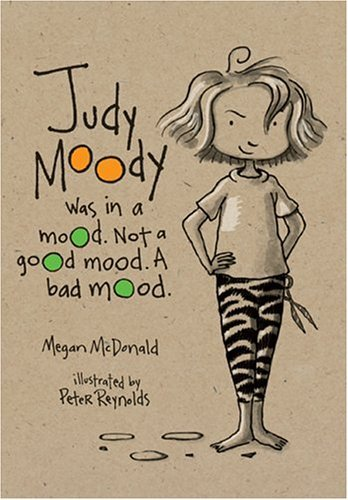 Judy
Moody
was in a
mood. Not a
good mood. A
bad mood.
Megan McDonald
illustrated by
Peter Reynolds